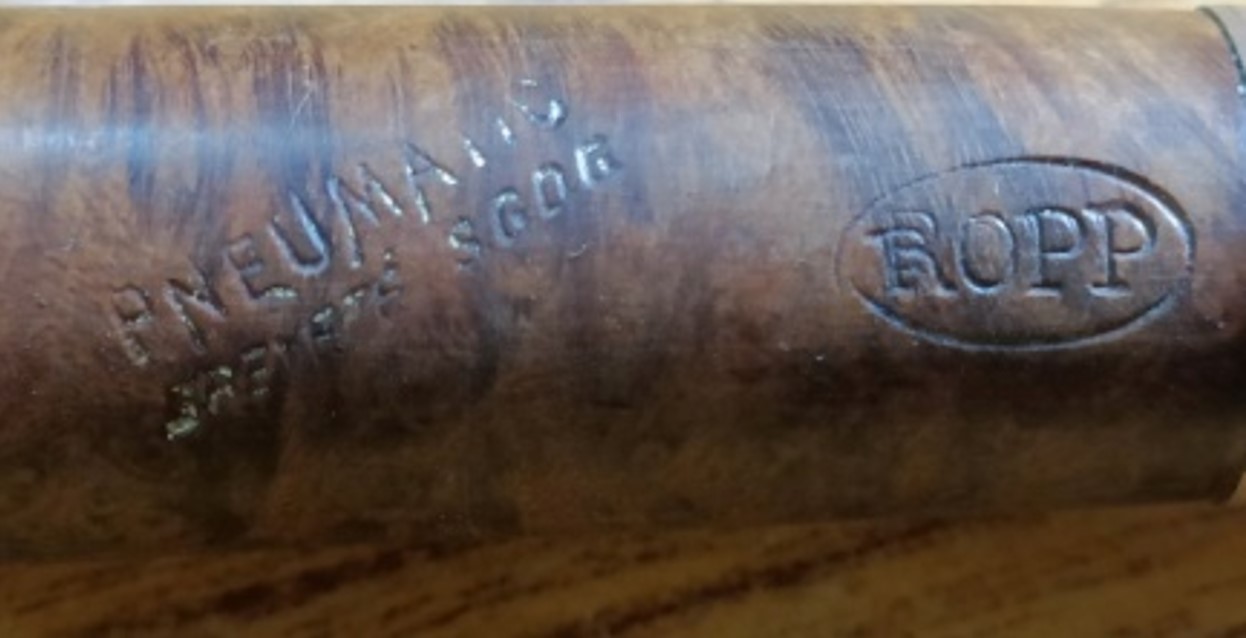 PNEUMATIC
BREVETÉ SGDG
ROPP